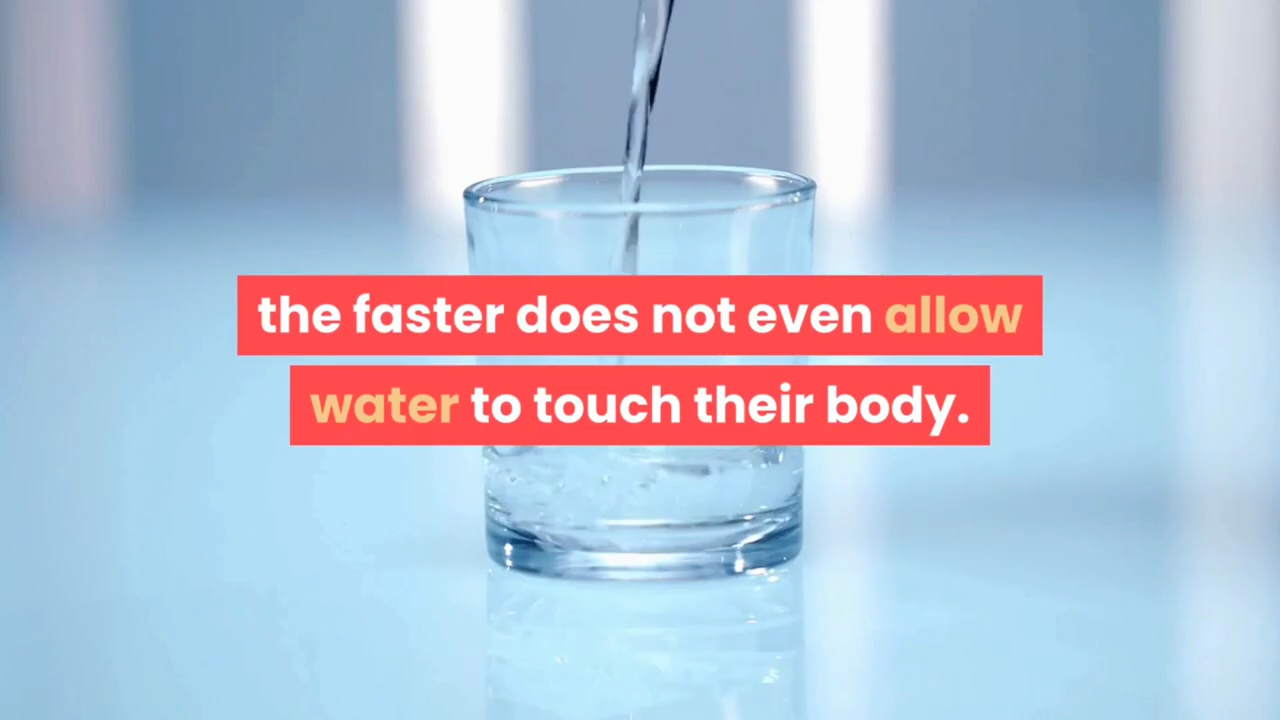 the faster does not even allow
water to touch their body.